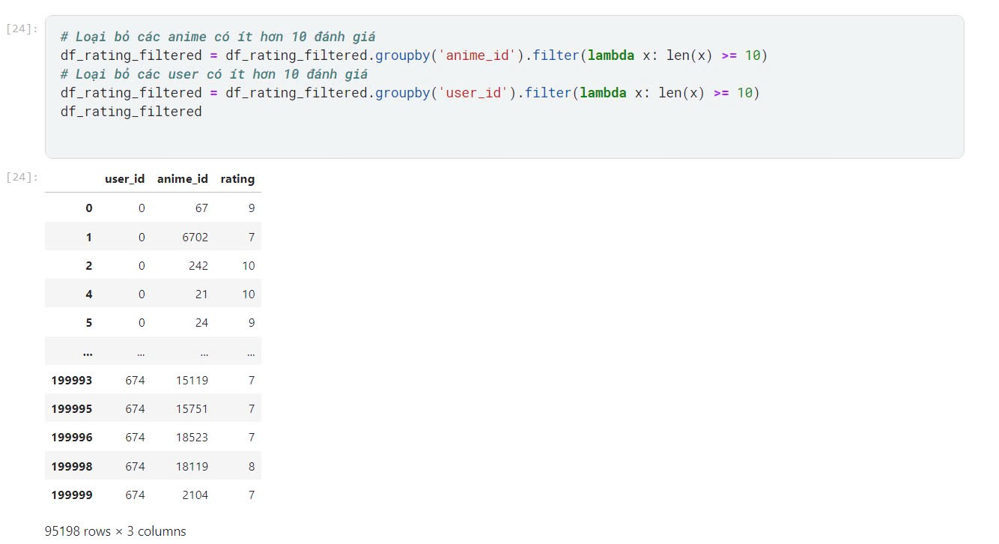 [24]:
# Loại bỏ các anime có ít hơn 10 đánh giá
df_rating_filtered = df_rating_filtered.groupby('anime_id').filter(lambda x: len(x) >= 10)
# Loại bỏ các user có ít hơn 10 đánh giá
df_rating_filtered = df_rating_filtered.groupby('user_id').filter(lambda x: len(x) >= 10)
df_rating_filtered
[24]:
user_id anime_id rating
0 0 67 9
1 0 6702 7
2 0 242 10
4 0 21 10
5 0 24 9
... ... ... ...
199993 674 15119 7
199995 674 15751 7
199996 674 18523 7
199998 674 18119 8
199999 674 2104 7
95198 rows × 3 columns